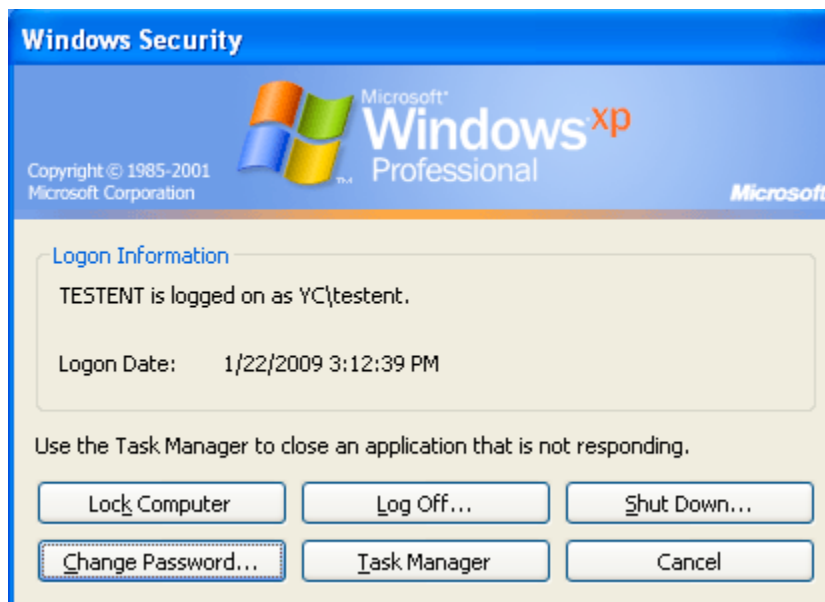 Windows Security
Microsoft®
Windows xp
Professional
TM
Copyright © 1985-2001
Microsoft Corporation
Microsoft
Logon Information
TESTENT is logged on as YC\testent.
Logon Date: 1/22/2009 3:12:39 PM
Use the Task Manager to close an application that is not responding.
Lock Computer Log Off... Shut Down...
Change Password... Task Manager Cancel